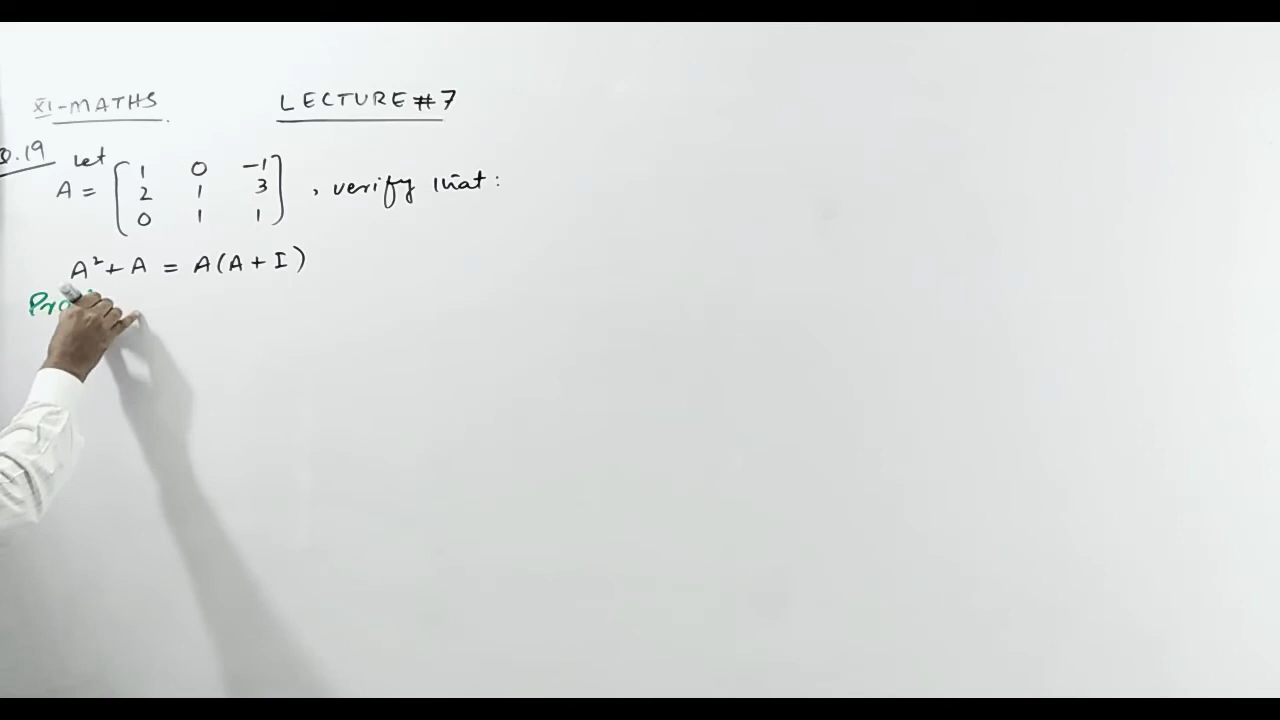 XI-MATHS LECTURE#7
Q.19 Let
A = [1 0 -1
2 1 3
0 1 1] , verify that:
A² + A = A(A + I)